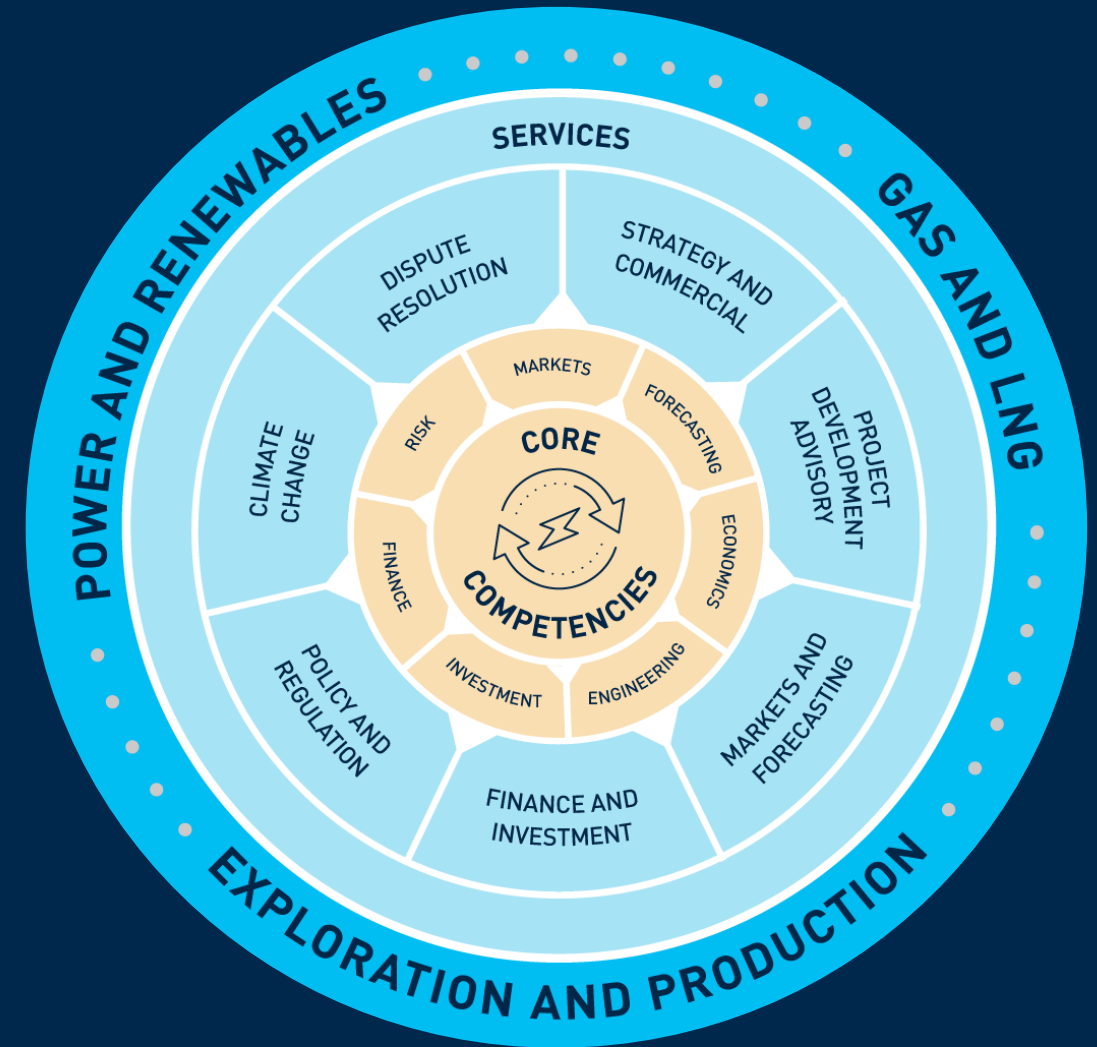 POWER AND RENEWABLES
GAS AND LNG
EXPLORATION AND PRODUCTION
SERVICES
STRATEGY AND
COMMERCIAL
PROJECT
DEVELOPMENT
ADVISORY
MARKETS AND
FORECASTING
FINANCE AND
INVESTMENT
POLICY AND
REGULATION
CLIMATE
CHANGE
DISPUTE
RESOLUTION
MARKETS
FORECASTING
ECONOMICS
ENGINEERING
INVESTMENT
FINANCE
RISK
CORE
COMPETENCIES